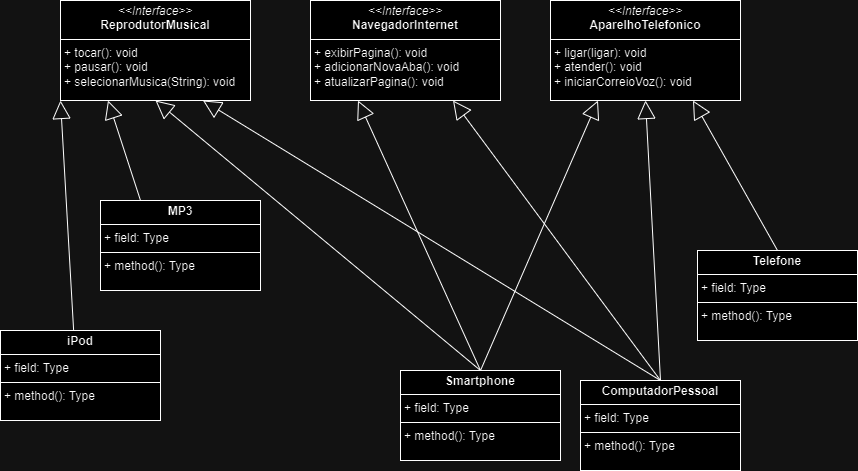 <<Interface>>
ReprodutorMusical
+ tocar(): void
+ pausar(): void
+ selecionarMusica(String): void
<<Interface>>
NavegadorInternet
+ exibirPagina(): void
+ adicionarNovaAba(): void
+ atualizarPagina(): void
<<Interface>>
AparelhoTelefonico
+ ligar(ligar): void
+ atender(): void
+ iniciarCorreioVoz(): void
MP3
+ field: Type
+ method(): Type
Telefone
+ field: Type
+ method(): Type
iPod
+ field: Type
+ method(): Type
Smartphone
+ field: Type
+ method(): Type
ComputadorPessoal
+ field: Type
+ method(): Type